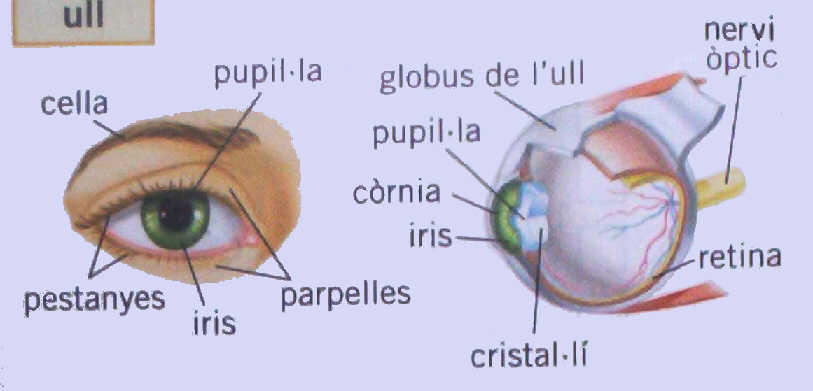 ull
pupil·la
cella
pestanyes
iris
parpelles
nervi
òptic
globus de l'ull
pupil·la
còrnia
iris
retina
cristal·lí